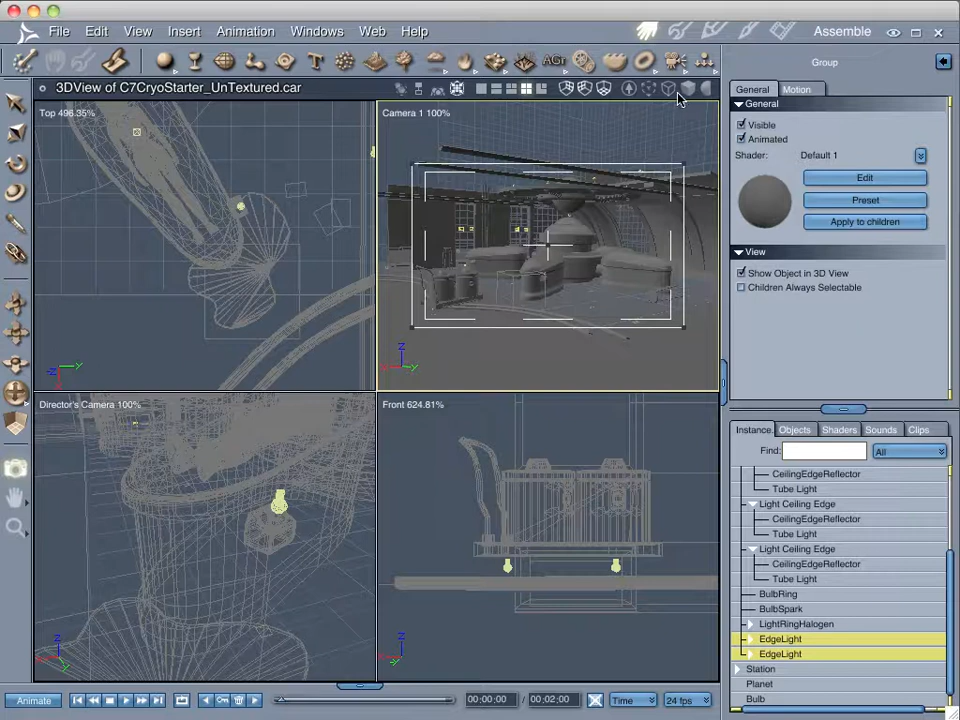 File Edit View Insert Animation Windows Web Help Assemble
AGr
Group
3DView of C7CryoStarter_UnTextured.car
General Motion
General
Top 496.35%
Camera 1 100%
Visible
Animated
Shader: Default 1
Edit
Preset
Apply to children
View
Show Object in 3D View
Children Always Selectable
Z
Y
-Z
Y
Director's Camera 100%
Front 624.81%
Instance Objects Shaders Sounds Clips
Find: All
CeilingEdgeReflector
Tube Light
Light Ceiling Edge
CeilingEdgeReflector
Tube Light
Light Ceiling Edge
CeilingEdgeReflector
Tube Light
BulbRing
BulbSpark
LightRingHalogen
EdgeLight
EdgeLight
Station
Planet
Bulb
Z
Z
Animate
00:00:00 / 00:02:00
Time
24 fps